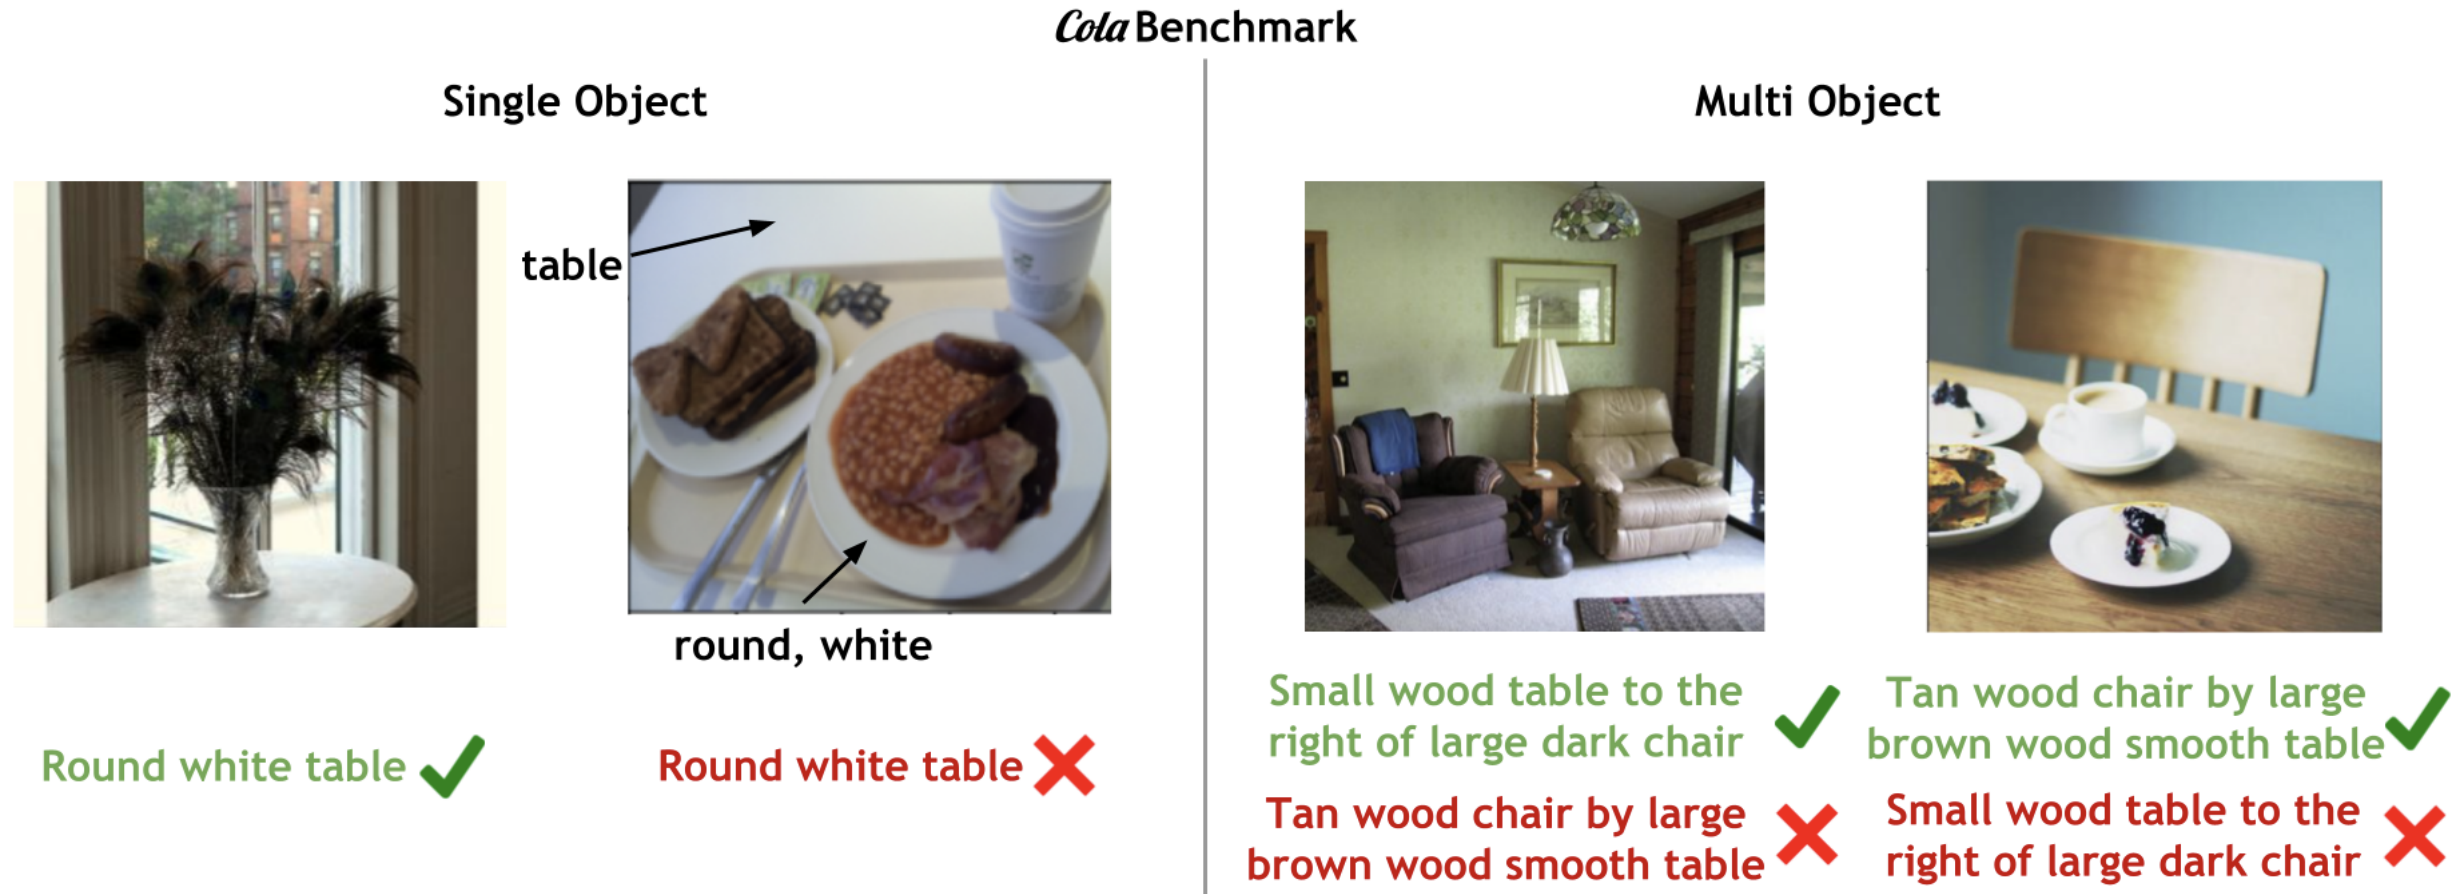 Cola Benchmark
Single Object
Multi Object
table
round, white
Round white table
Round white table
Small wood table to the
right of large dark chair
Tan wood chair by large
brown wood smooth table
Tan wood chair by large
brown wood smooth table
Small wood table to the
right of large dark chair